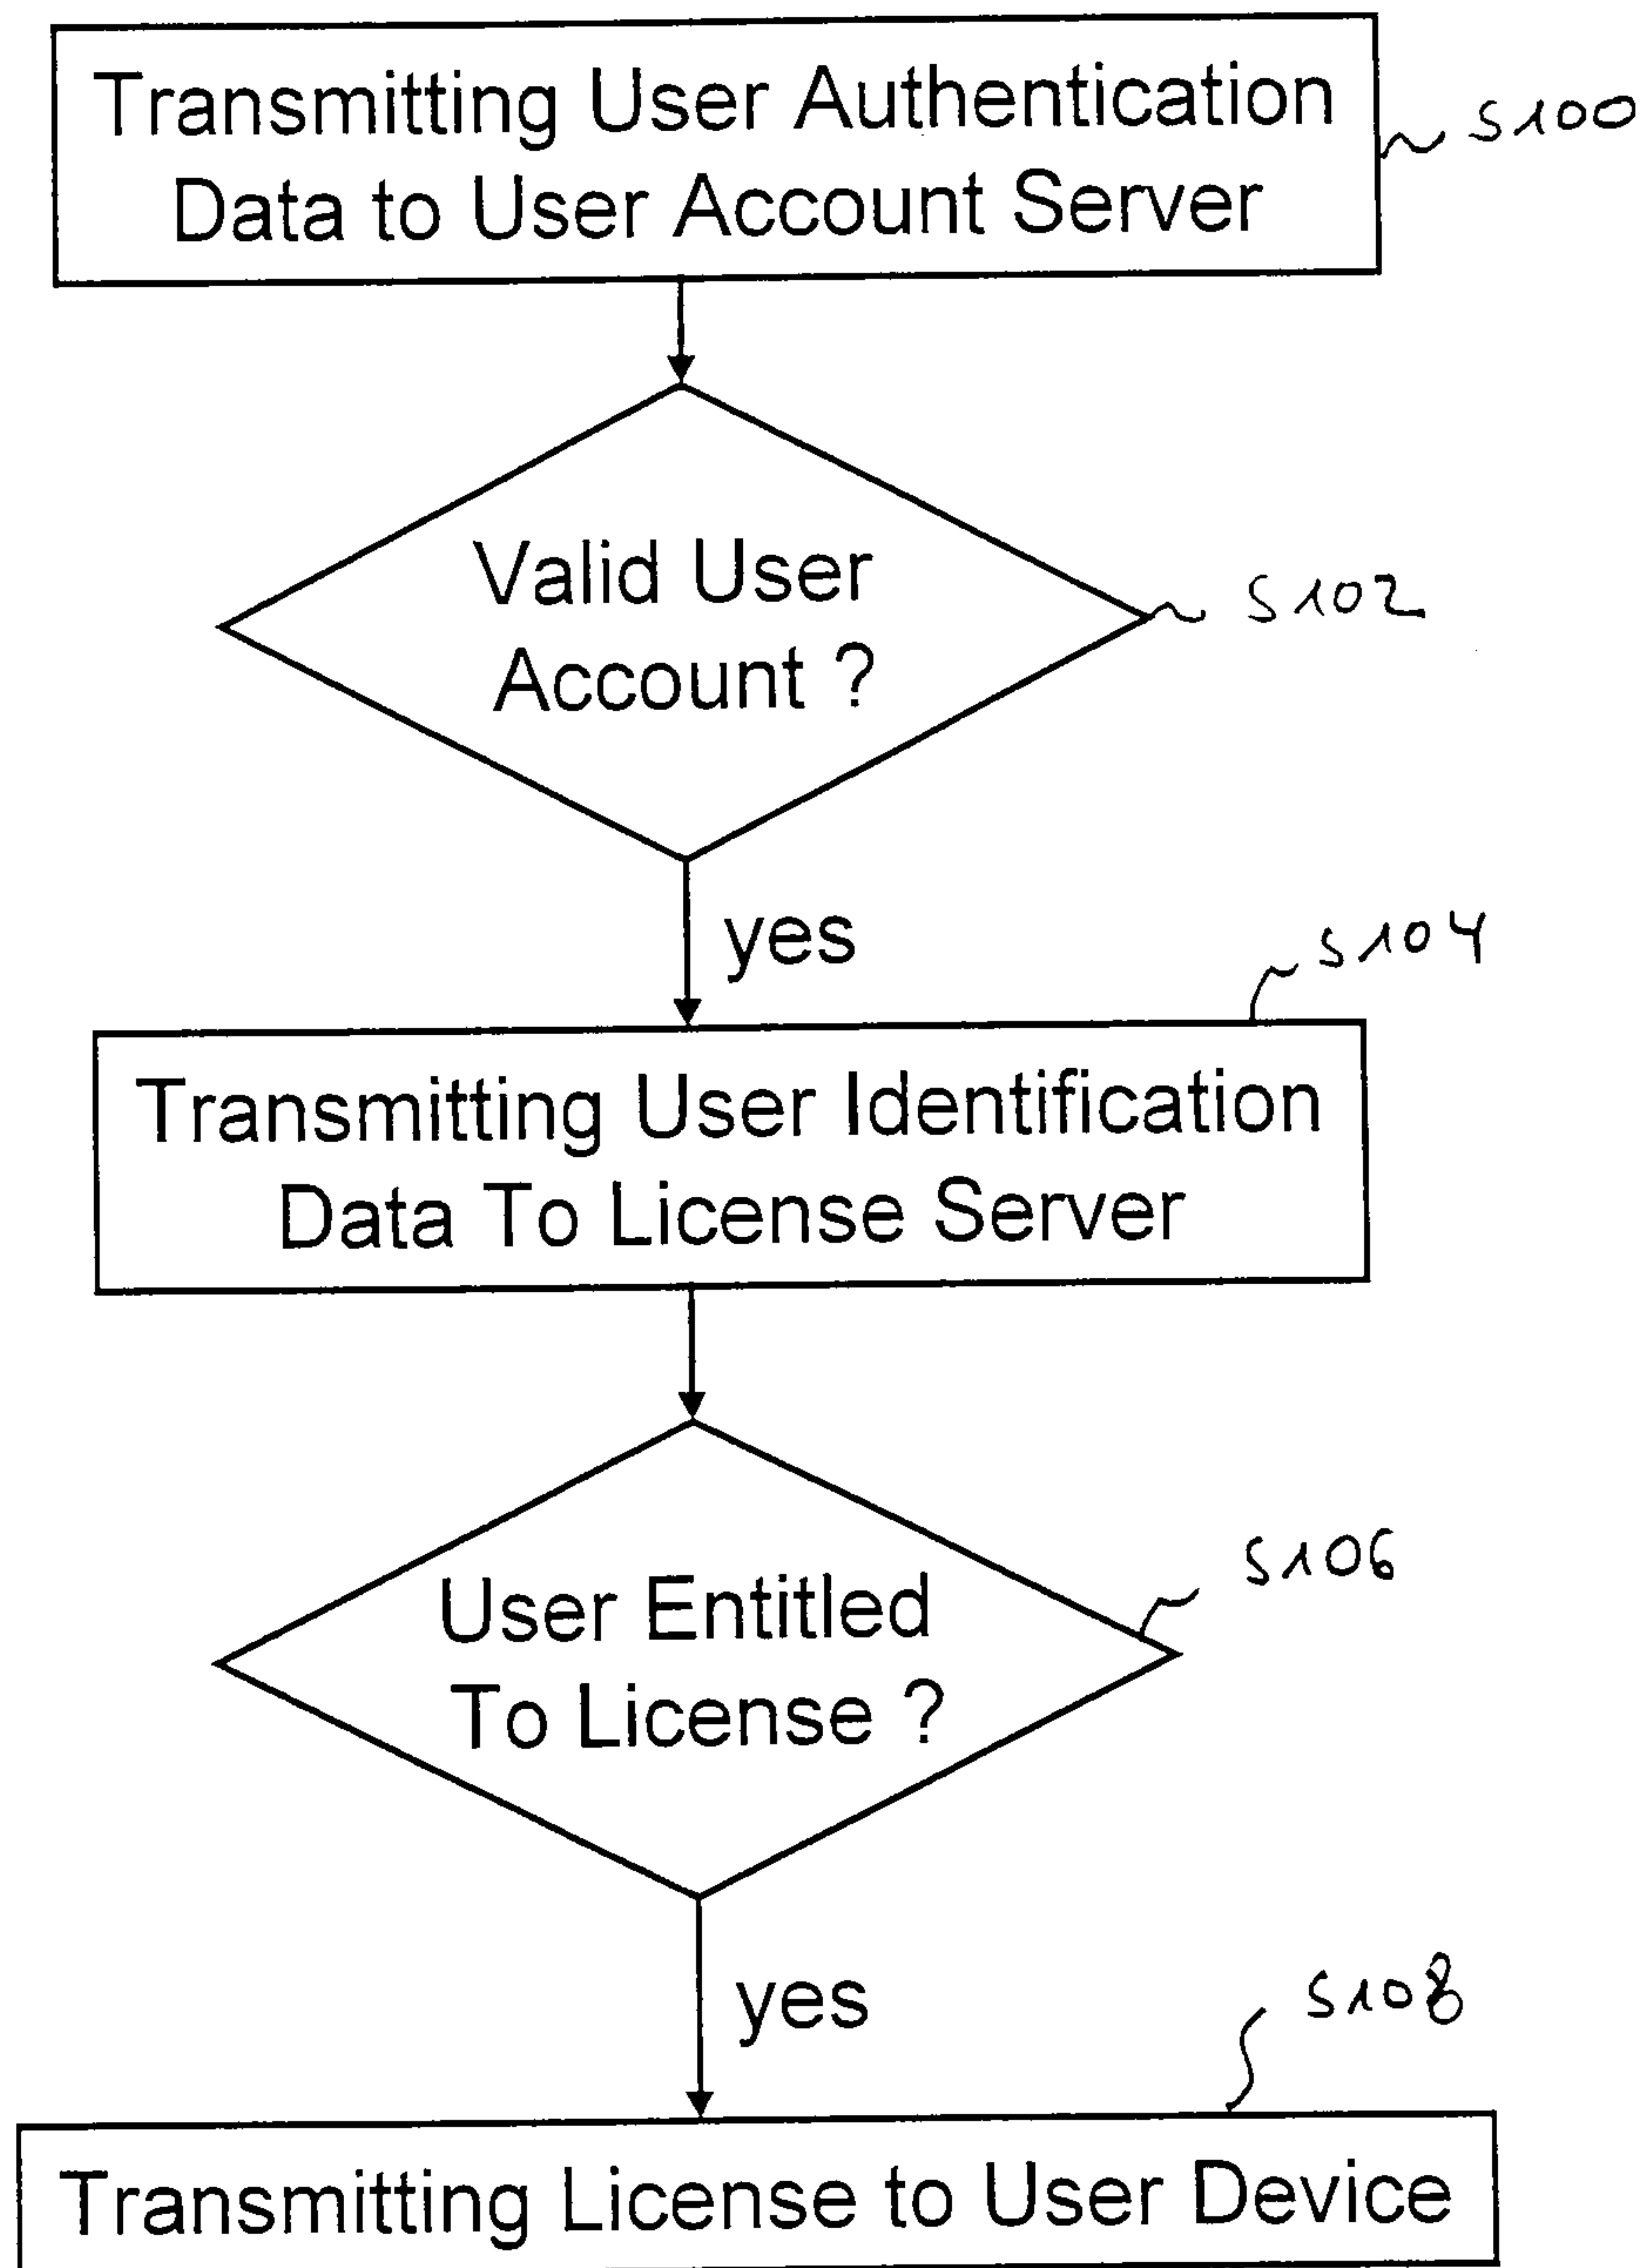 Transmitting User Authentication
Data to User Account Server
S100
Valid User
Account ?
S102
yes
S104
Transmitting User Identification
Data To License Server
User Entitled
To License ?
S106
yes
S108
Transmitting License to User Device